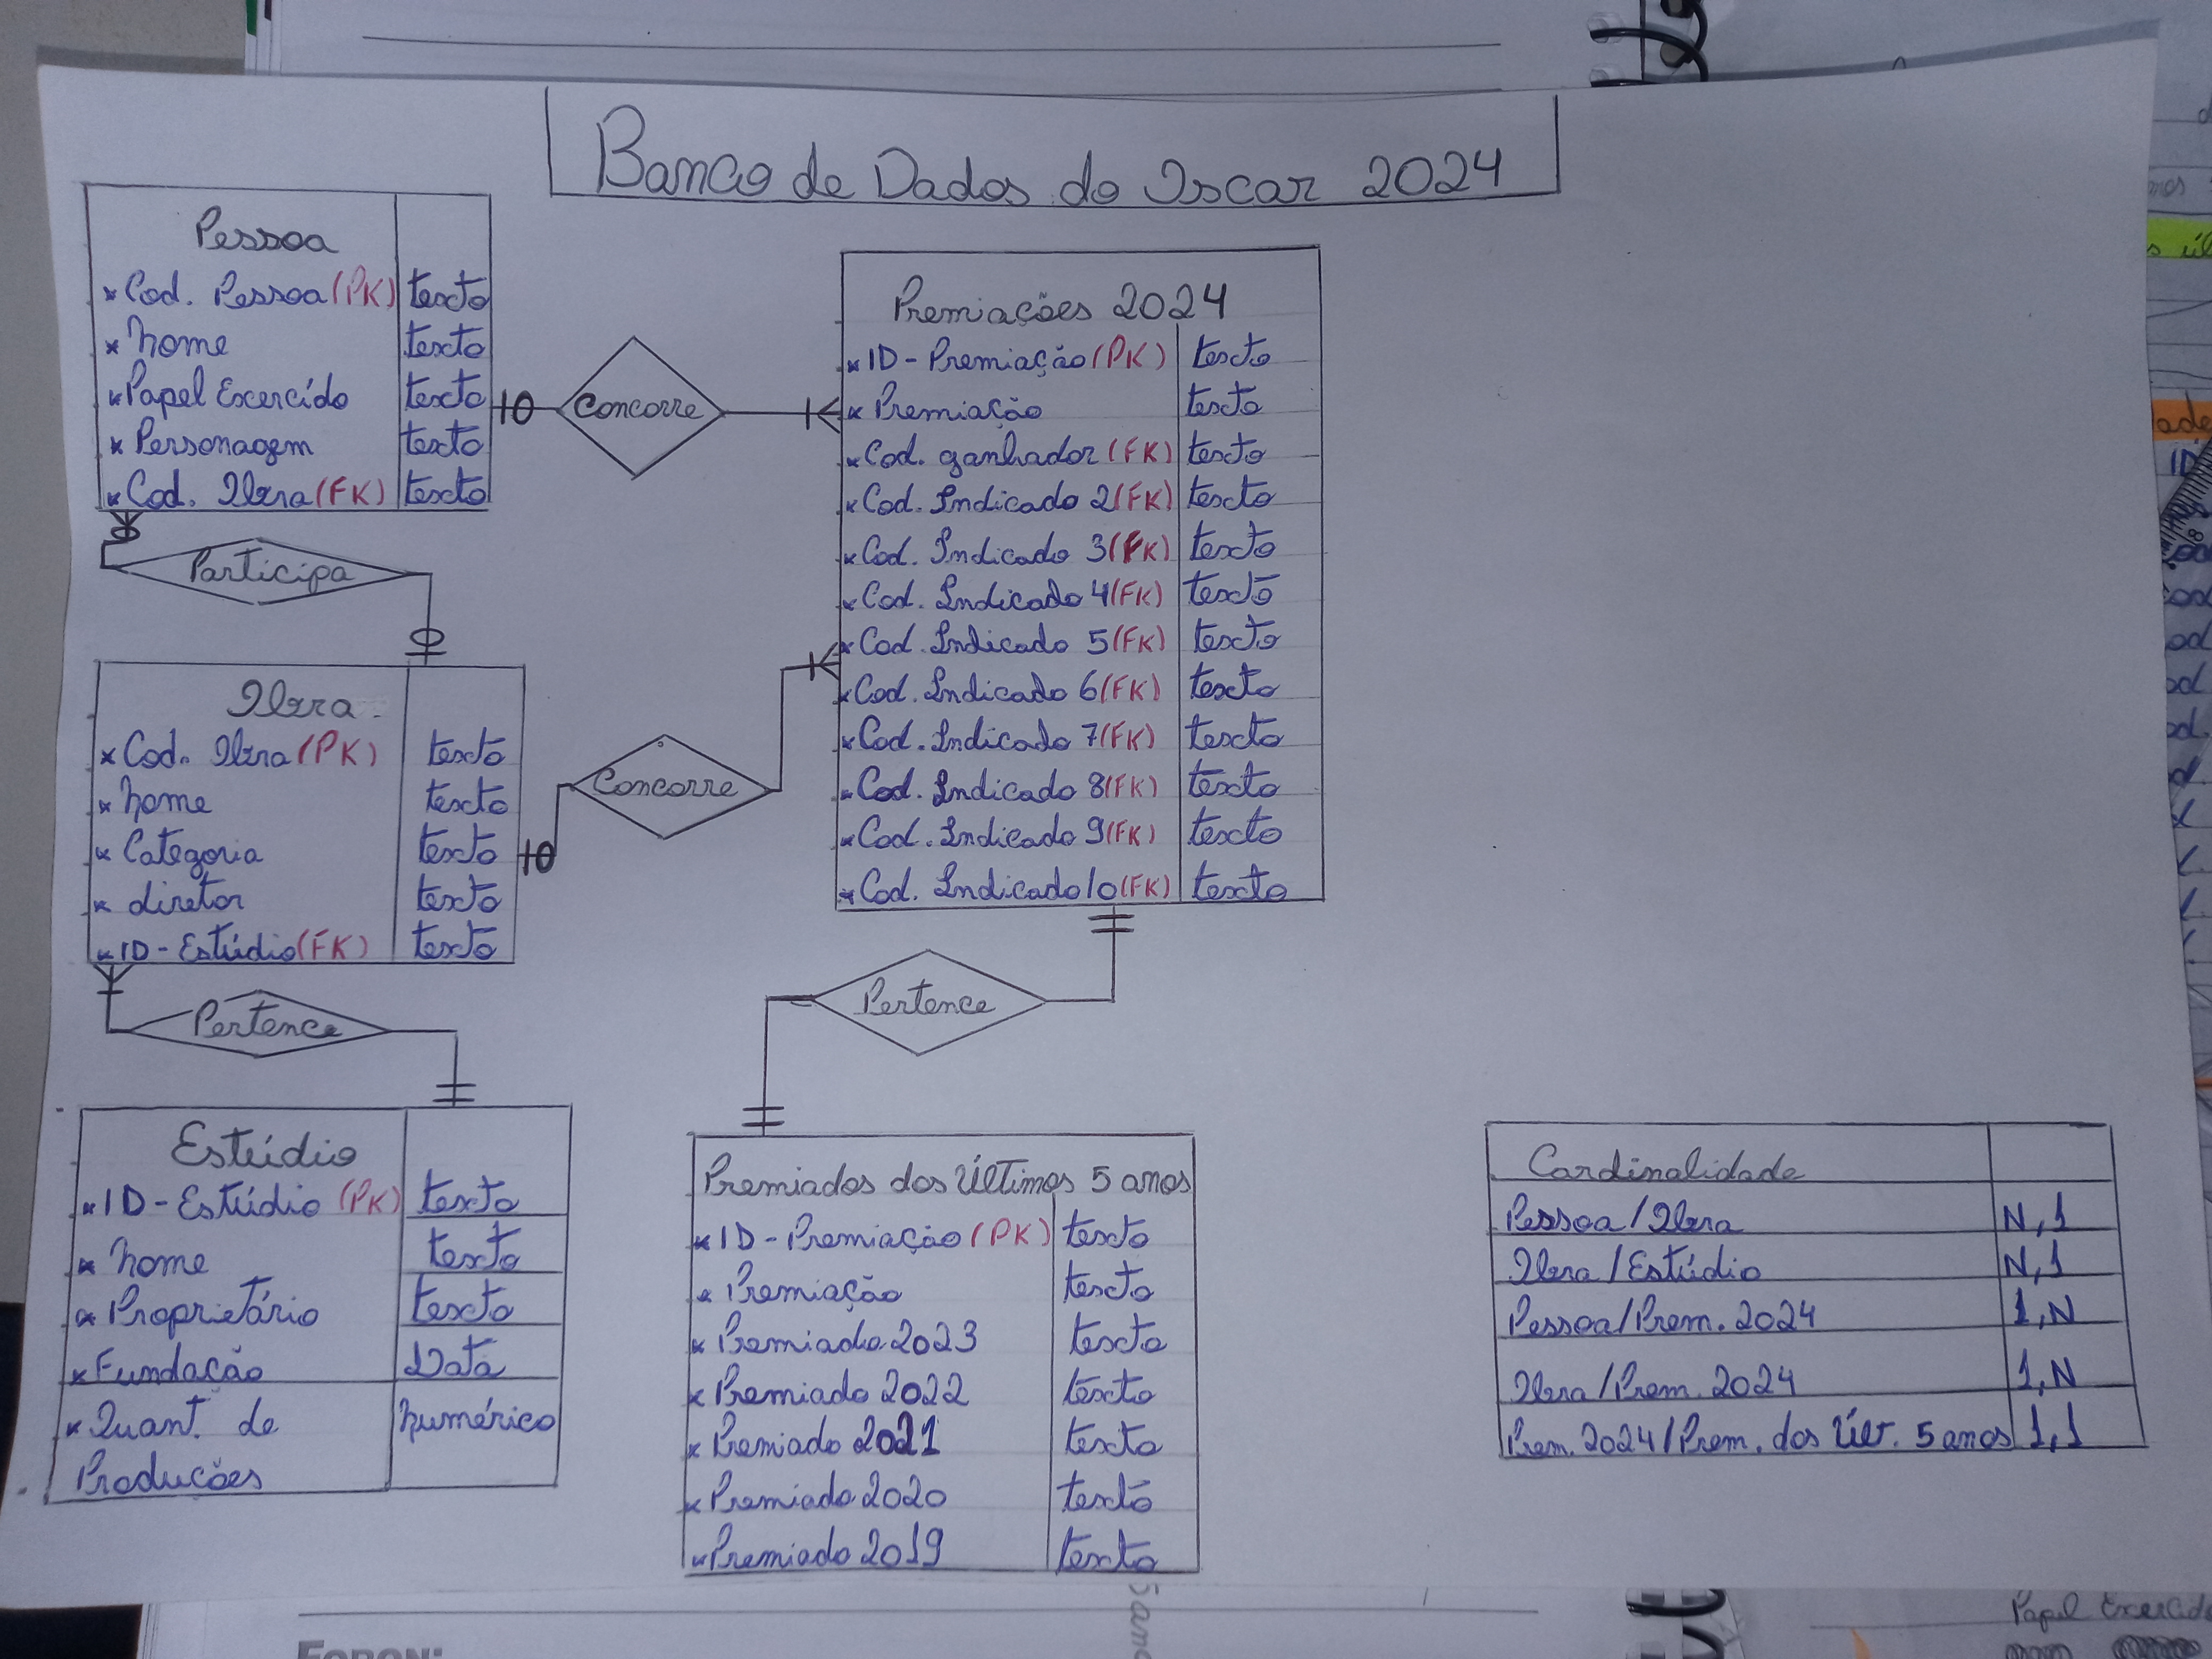 Banco de Dados do Oscar 2024
Pessoa
* Cod. Pessoa (PK) texto
* Nome texto
* Papel Exercido texto
* Personagem texto
* Cod. Obra (FK) texto
Concorre
Premiações 2024
* ID - Premiação (PK) texto
* Premiação texto
* Cod. ganhador (FK) texto
* Cod. Indicado 2 (FK) texto
* Cod. Indicado 3 (FK) texto
* Cod. Indicado 4 (FK) texto
* Cod. Indicado 5 (FK) texto
* Cod. Indicado 6 (FK) texto
* Cod. Indicado 7 (FK) texto
* Cod. Indicado 8 (FK) texto
* Cod. Indicado 9 (FK) texto
* Cod. Indicado 10 (FK) texto
Participa
Obra
* Cod. Obra (PK) texto
* Nome texto
* Categoria texto
* diretor texto
* ID - Estúdio (FK) texto
Concorre
Pertence
Pertence
Estúdio
* ID - Estúdio (PK) texto
* Nome texto
* Proprietário texto
* Fundação Data
* Quant. de Numérico
Produções
Premiados dos Últimos 5 anos
* ID - Premiação (PK) texto
* Premiação texto
* Premiado 2023 texto
* Premiado 2022 texto
* Premiado 2021 texto
* Premiado 2020 texto
* Premiado 2019 texto
Cardinalidade
Pessoa / Obra N,1
Obra / Estúdio N,1
Pessoa / Prem. 2024 1,N
Obra / Prem. 2024 1,N
Prem. 2024 / Prem. dos Últ. 5 anos 1,1
Papel Exercido